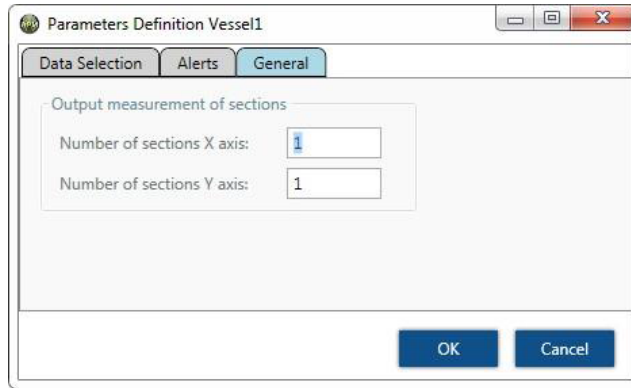 Parameters Definition Vessel1
Data Selection Alerts General
Output measurement of sections
Number of sections X axis: 1
Number of sections Y axis: 1
OK Cancel